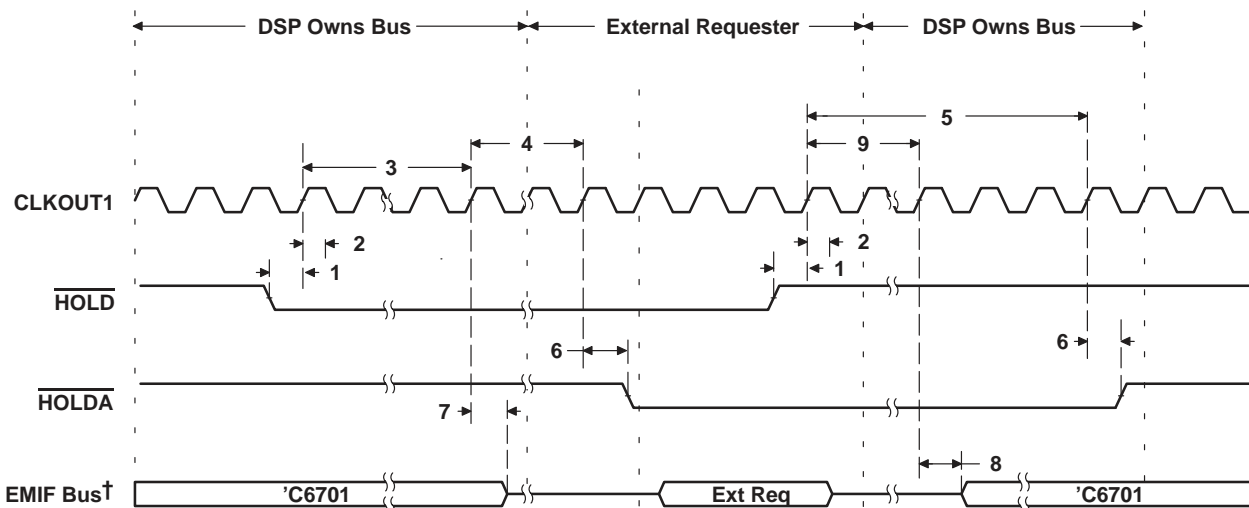 DSP Owns Bus External Requester DSP Owns Bus
5
4 9
3
CLKOUT1
2 2
1 1
HOLD
6 6
HOLDA
7
8
EMIF Bus† 'C6701 Ext Req 'C6701